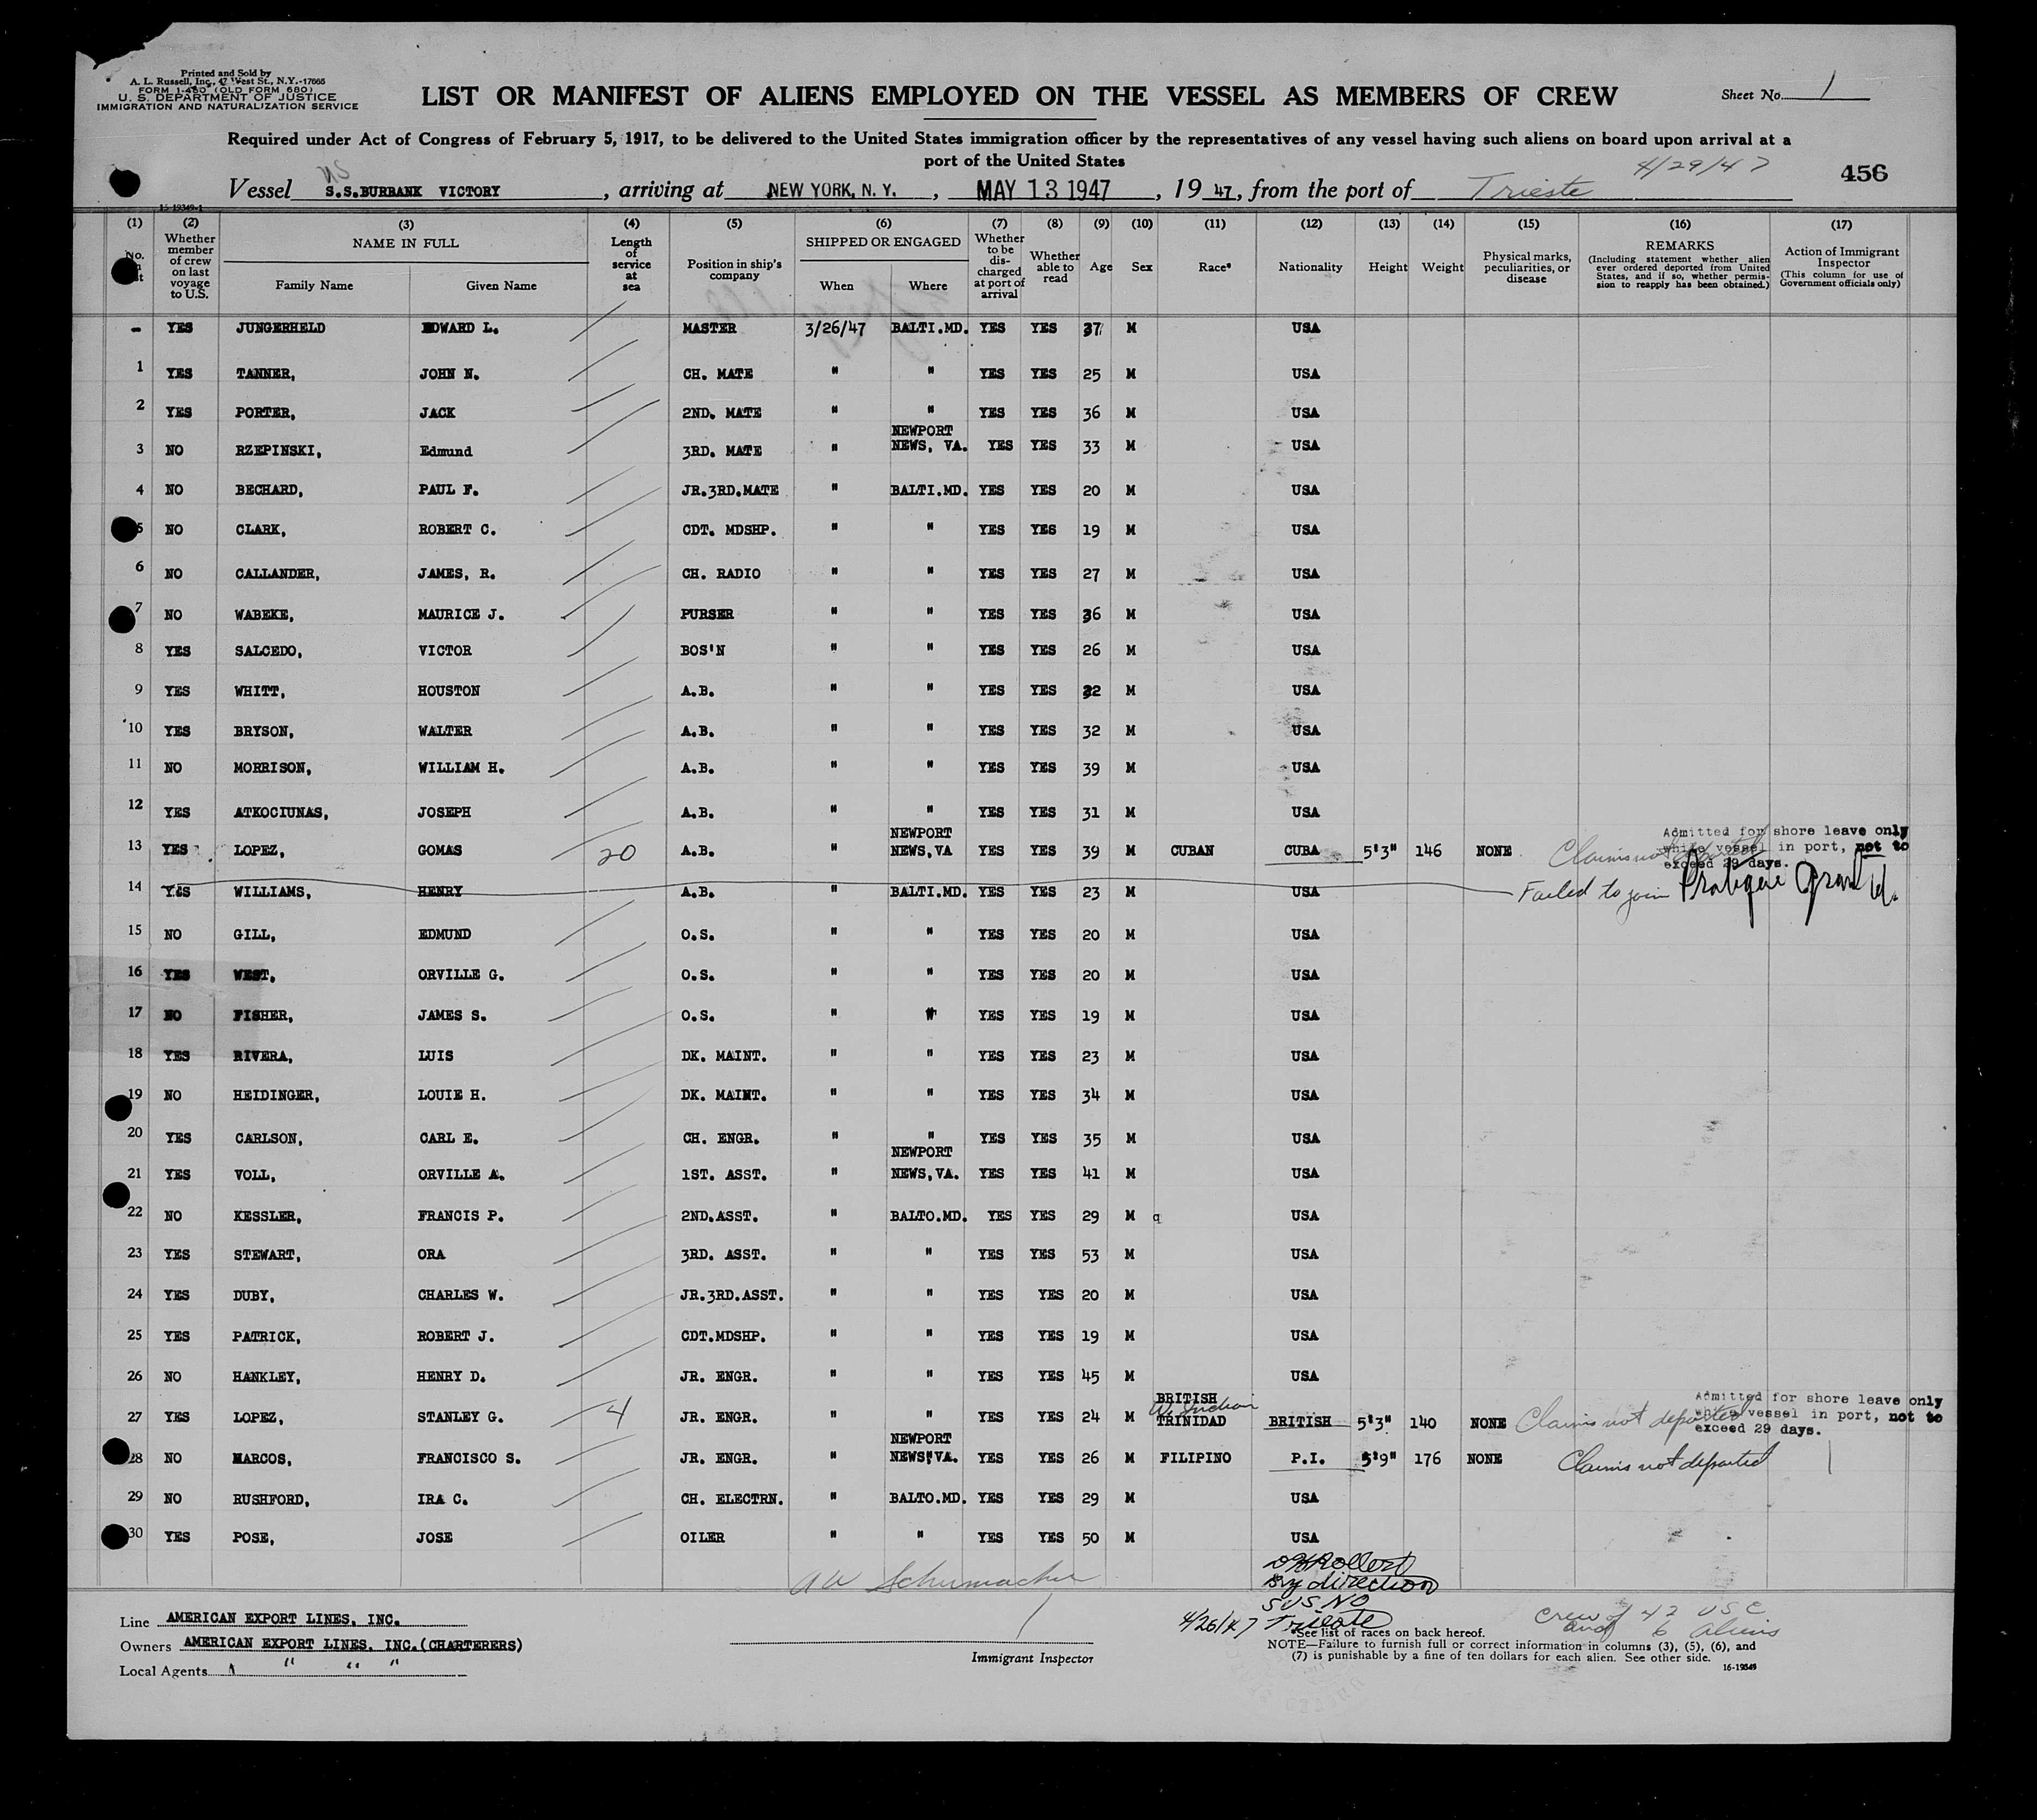 Printed and Sold by
A. L. Russell, Inc., 47 West St., N.Y.-17665
FORM I-480 (OLD FORM 680)
U. S. DEPARTMENT OF JUSTICE
IMMIGRATION AND NATURALIZATION SERVICE
LIST OR MANIFEST OF ALIENS EMPLOYED ON THE VESSEL AS MEMBERS OF CREW
Sheet No. 1
Required under Act of Congress of February 5, 1917, to be delivered to the United States immigration officer by the representatives of any vessel having such aliens on board upon arrival at a
port of the United States
4/29/47
456
US
Vessel S.S.BURBANK VICTORY, arriving at NEW YORK, N. Y., MAY 13 1947, 19 47, from the port of Trieste
15-19349-1
(1) (2) (3) (4) (5) (6) (7) (8) (9) (10) (11) (12) (13) (14) (15) (16) (17)
No.
Whether member of crew on last voyage to U.S.
NAME IN FULL
Family Name Given Name
Length of service at sea
Position in ship's company
SHIPPED OR ENGAGED
When Where
Whether to be discharged at port of arrival
Whether able to read
Age
Sex
Race*
Nationality
Height
Weight
Physical marks, peculiarities, or disease
REMARKS
(Including statement whether alien ever ordered deported from United States, and if so, whether permission to reapply has been obtained.)
Action of Immigrant Inspector
(This column for use of Government officials only)
- YES JUNGERHELD EDWARD L. MASTER 3/26/47 BALTI.MD. YES YES 37 M USA
1 YES TANNER, JOHN N. CH. MATE " " YES YES 25 M USA
2 YES PORTER, JACK 2ND. MATE " " YES YES 36 M USA
3 NO RZEPINSKI, Edmund 3RD. MATE " NEWPORT NEWS, VA. YES YES 33 M USA
4 NO BECHARD, PAUL F. JR.3RD.MATE " BALTI.MD. YES YES 20 M USA
5 NO CLARK, ROBERT C. CDT. MDSHP. " " YES YES 19 M USA
6 NO CALLANDER, JAMES, R. CH. RADIO " " YES YES 27 M USA
7 NO WABEKE, MAURICE J. PURSER " " YES YES 36 M USA
8 YES SALCEDO, VICTOR BOS'N " " YES YES 26 M USA
9 YES WHITT, HOUSTON A.B. " " YES YES 22 M USA
10 YES BRYSON, WALTER A.B. " " YES YES 32 M USA
11 NO MORRISON, WILLIAM H. A.B. " " YES YES 39 M USA
12 YES ATKOCIUNAS, JOSEPH A.B. " " YES YES 31 M USA
13 YES LOPEZ, GOMAS 20 A.B. " NEWPORT NEWS,VA YES YES 39 M CUBAN CUBA 5'3" 146 NONE Claims not deported
Admitted for shore leave only
while vessel in port, not to
exceed 29 days.
14 YES WILLIAMS, HENRY A.B. " BALTI.MD. YES YES 23 M USA Failed to join Pratique Granted.
15 NO GILL, EDMUND O.S. " " YES YES 20 M USA
16 YES WEST, ORVILLE G. O.S. " " YES YES 20 M USA
17 NO FISHER, JAMES S. O.S. " " YES YES 19 M USA
18 YES RIVERA, LUIS DK. MAINT. " " YES YES 23 M USA
19 NO HEIDINGER, LOUIE H. DK. MAINT. " " YES YES 34 M USA
20 YES CARLSON, CARL E. CH. ENGR. " " YES YES 35 M USA
21 YES VOLL, ORVILLE A. 1ST. ASST. " NEWPORT NEWS,VA. YES YES 41 M USA
22 NO KESSLER, FRANCIS P. 2ND.ASST. " BALTO.MD. YES YES 29 M q USA
23 YES STEWART, ORA 3RD. ASST. " " YES YES 53 M USA
24 YES DUBY, CHARLES W. JR.3RD.ASST. " " YES YES 20 M USA
25 YES PATRICK, ROBERT J. CDT.MDSHP. " " YES YES 19 M USA
26 NO HANKLEY, HENRY D. JR. ENGR. " " YES YES 45 M USA
27 YES LOPEZ, STANLEY G. 4 JR. ENGR. " " YES YES 24 M BRITISH W. Indian TRINIDAD BRITISH 5'3" 140 NONE Claims not deported
Admitted for shore leave only
while vessel in port, not to
exceed 29 days.
28 NO MARCOS, FRANCISCO S. JR. ENGR. " NEWPORT NEWS,VA. YES YES 26 M FILIPINO P.I. 5'9" 176 NONE Claims not deported
29 NO RUSHFORD, IRA C. CH. ELECTRN. " BALTO.MD. YES YES 29 M USA
30 YES POSE, JOSE OILER " " YES YES 50 M USA
A W Schumacher
By direction
4/26/47 Trieste
Crew of 42 USC
and 6 Aliens
Line AMERICAN EXPORT LINES, INC.
Owners AMERICAN EXPORT LINES, INC.(CHARTERERS)
Local Agents " " " "
Immigrant Inspector
*See list of races on back hereof.
NOTE—Failure to furnish full or correct information in columns (3), (5), (6), and
(7) is punishable by a fine of ten dollars for each alien. See other side.
16-19349